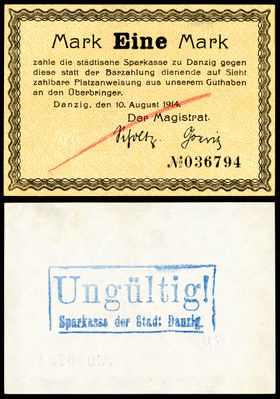 Mark Eine Mark
zahle die städtische Sparkasse zu Danzig gegen
diese statt der Barzahlung dienende auf Sicht
zahlbare Platzanweisung aus unserem Guthaben
an den Überbringer.
Danzig, den 10. August 1914.
Der Magistrat.
Scholtz.
№036794
Ungültig!
Sparkasse der Stadt Danzig.